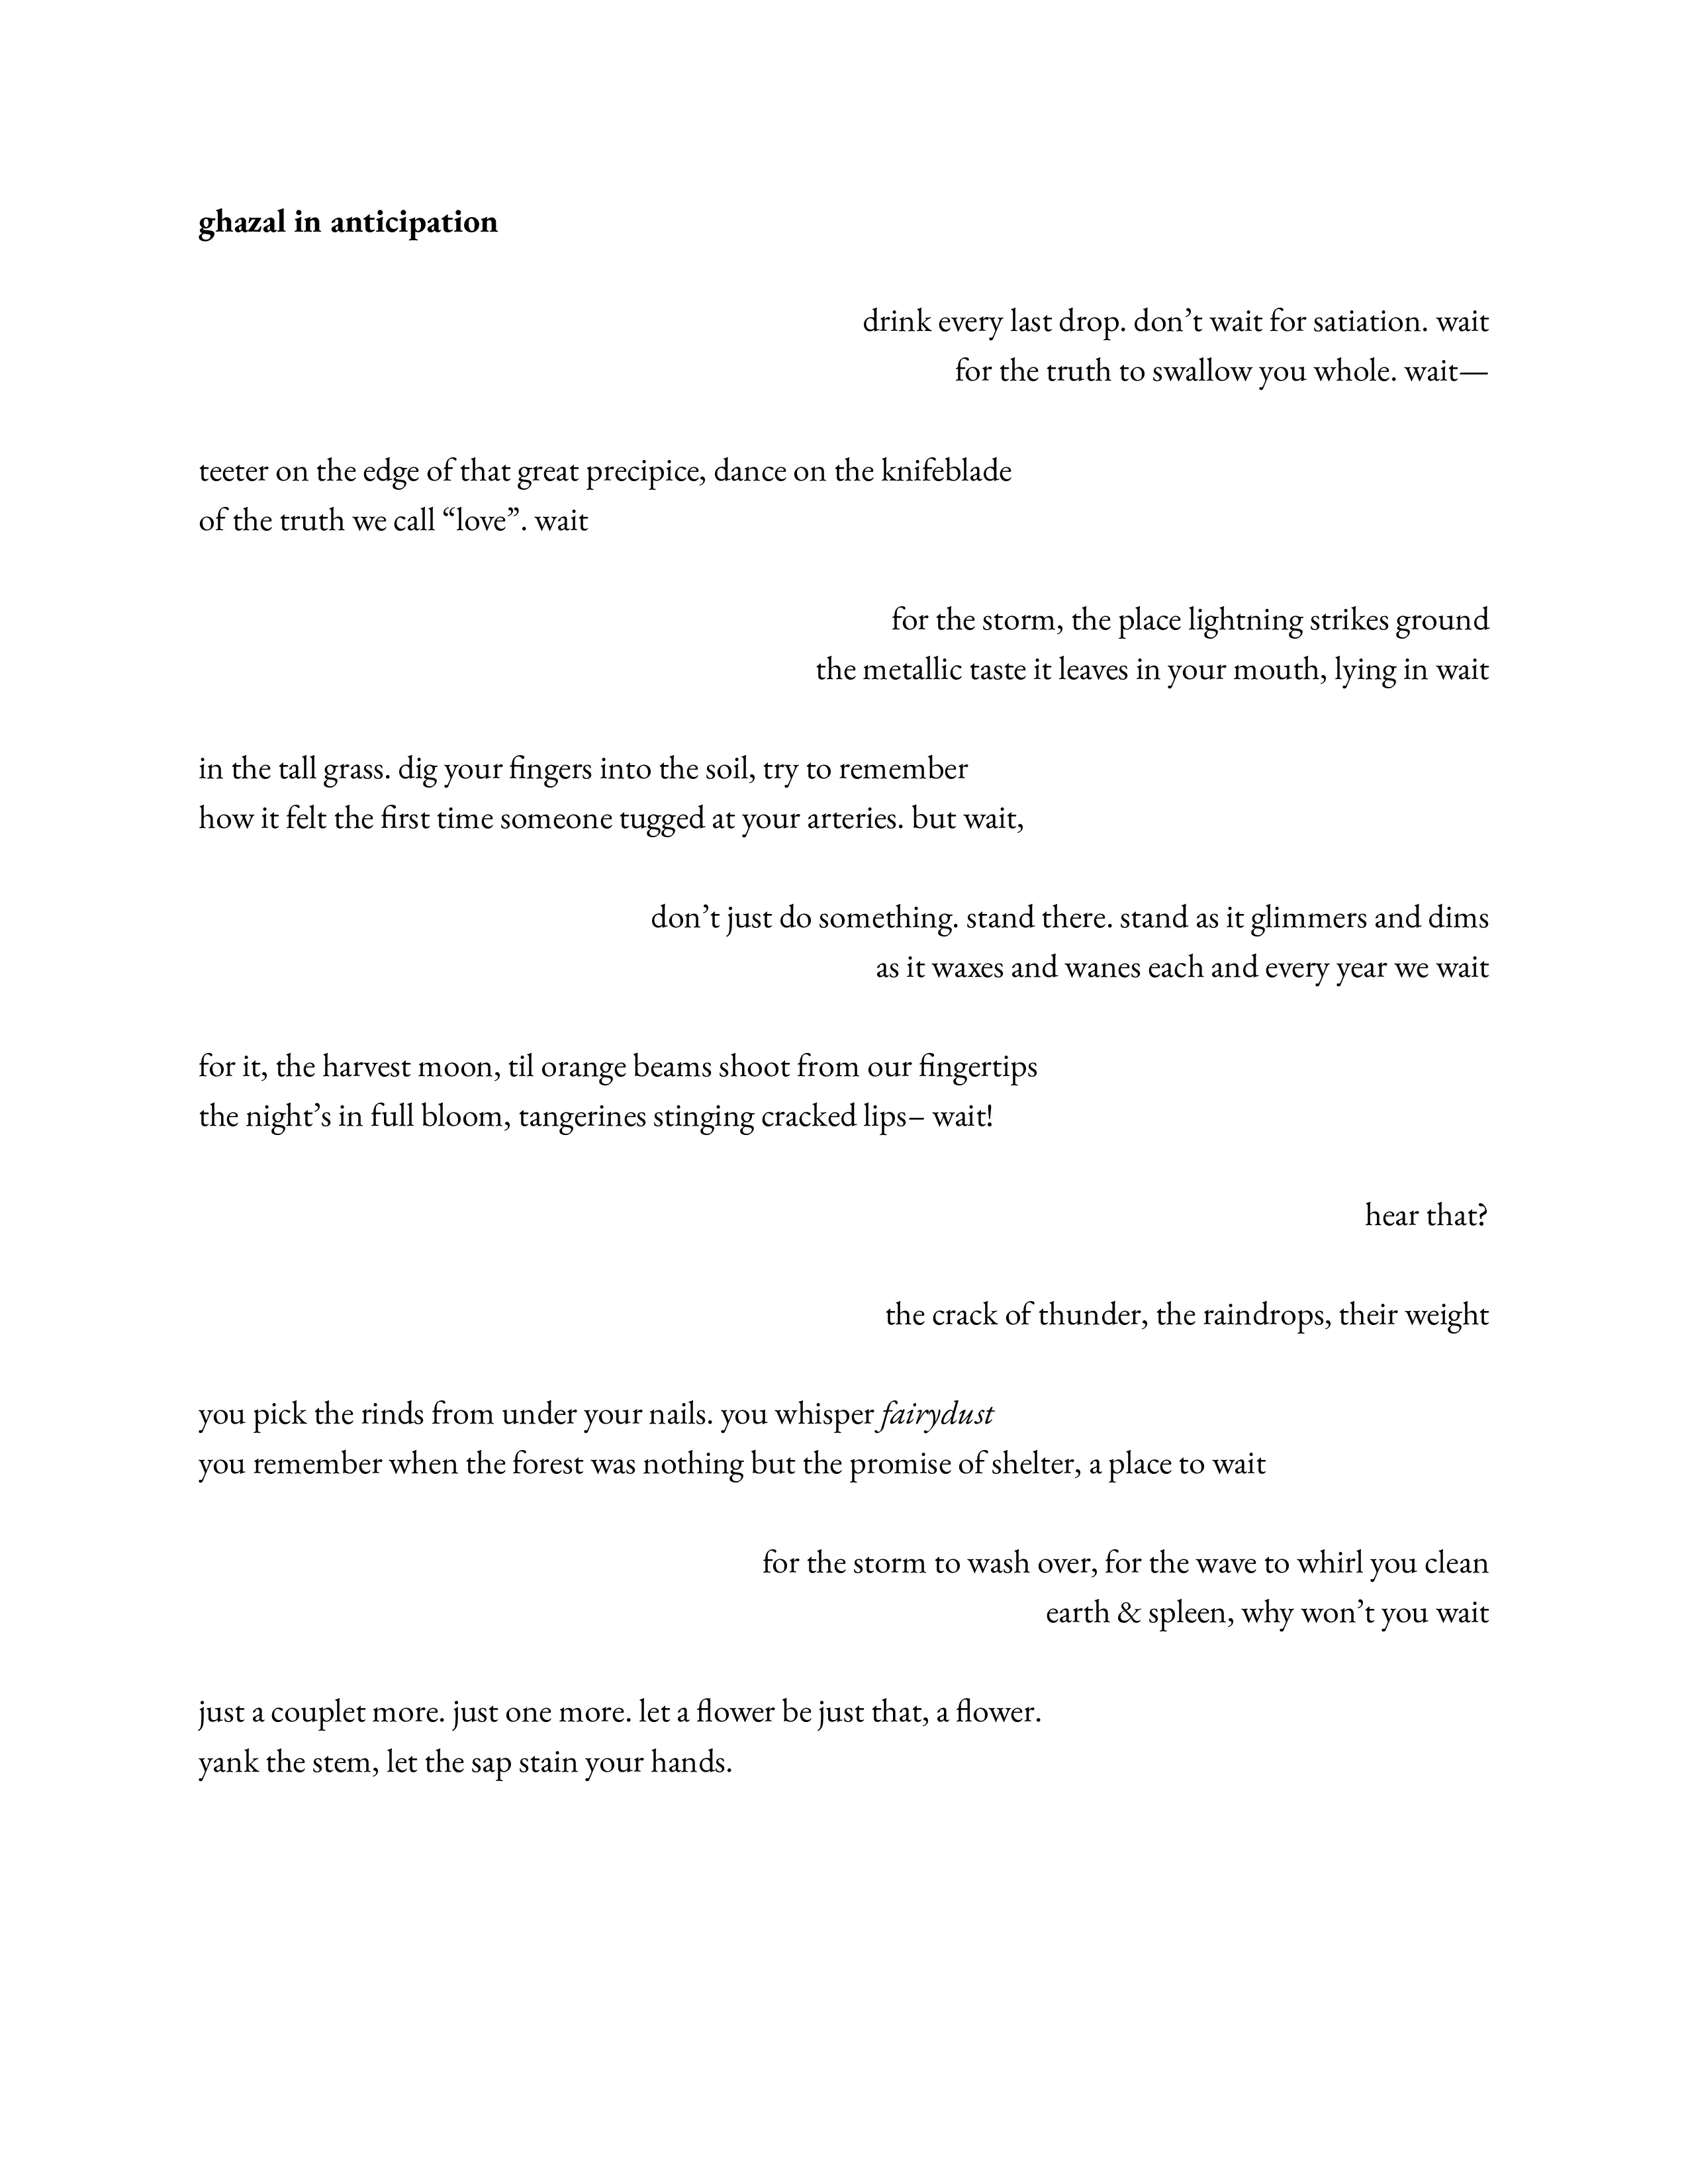 ghazal in anticipation
drink every last drop. don’t wait for satiation. wait
for the truth to swallow you whole. wait—
teeter on the edge of that great precipice, dance on the knifeblade
of the truth we call “love”. wait
for the storm, the place lightning strikes ground
the metallic taste it leaves in your mouth, lying in wait
in the tall grass. dig your fingers into the soil, try to remember
how it felt the first time someone tugged at your arteries. but wait,
don’t just do something. stand there. stand as it glimmers and dims
as it waxes and wanes each and every year we wait
for it, the harvest moon, til orange beams shoot from our fingertips
the night’s in full bloom, tangerines stinging cracked lips– wait!
hear that?
the crack of thunder, the raindrops, their weight
you pick the rinds from under your nails. you whisper fairydust
you remember when the forest was nothing but the promise of shelter, a place to wait
for the storm to wash over, for the wave to whirl you clean
earth & spleen, why won’t you wait
just a couplet more. just one more. let a flower be just that, a flower.
yank the stem, let the sap stain your hands.